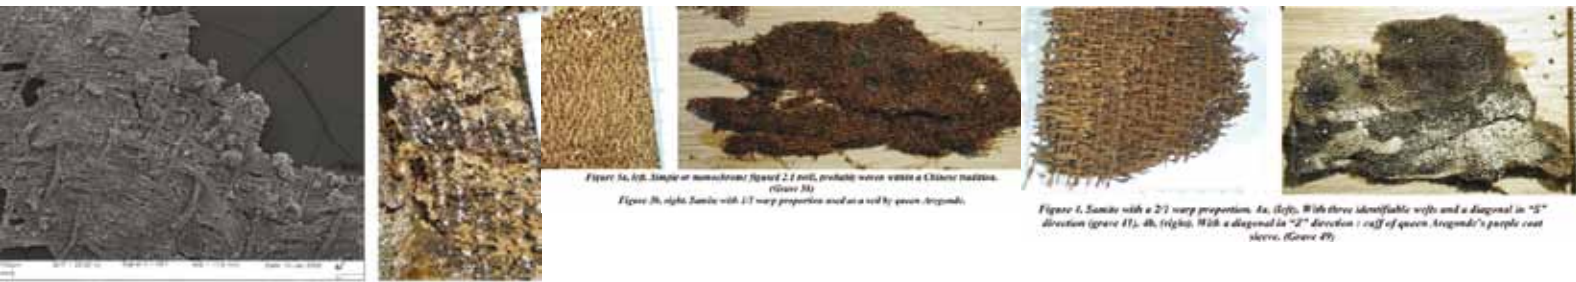 Figure 3a, left. Simple or monochrome figured 2.1 twill, probably woven within a Chinese tradition.
(Grave 38)
Figure 3b, right. Samite with 1/1 warp proportion used as a veil by queen Aregonde.
Figure 4. Samite with a 2/1 warp proportion. 4a, (left). With three identifiable wefts and a diagonal in "S"
direction (grave 41). 4b, (right). With a diagonal in "Z" direction : cuff of queen Aregonde's purple coat
sleeve. (Grave 49)